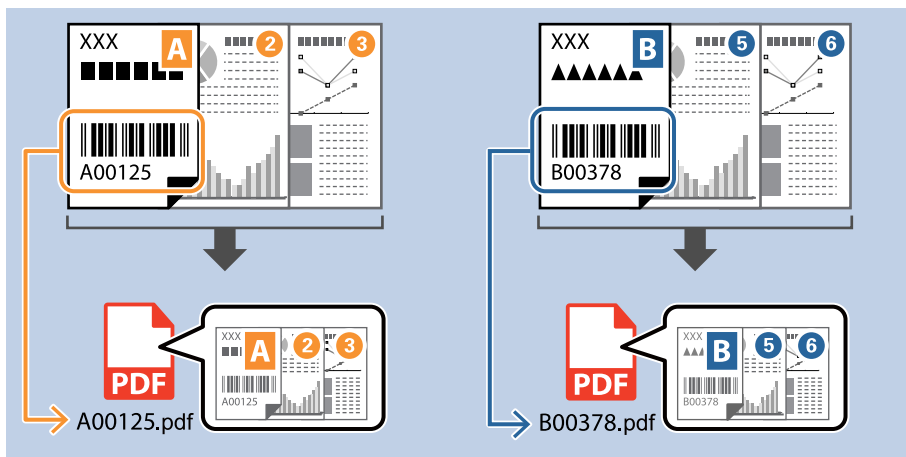 XXX
A
2
3
A00125
XXX
B
5
6
B00378
PDF
XXX
A
2
3
A00125
A00125.pdf
PDF
XXX
B
5
6
B00378
B00378.pdf